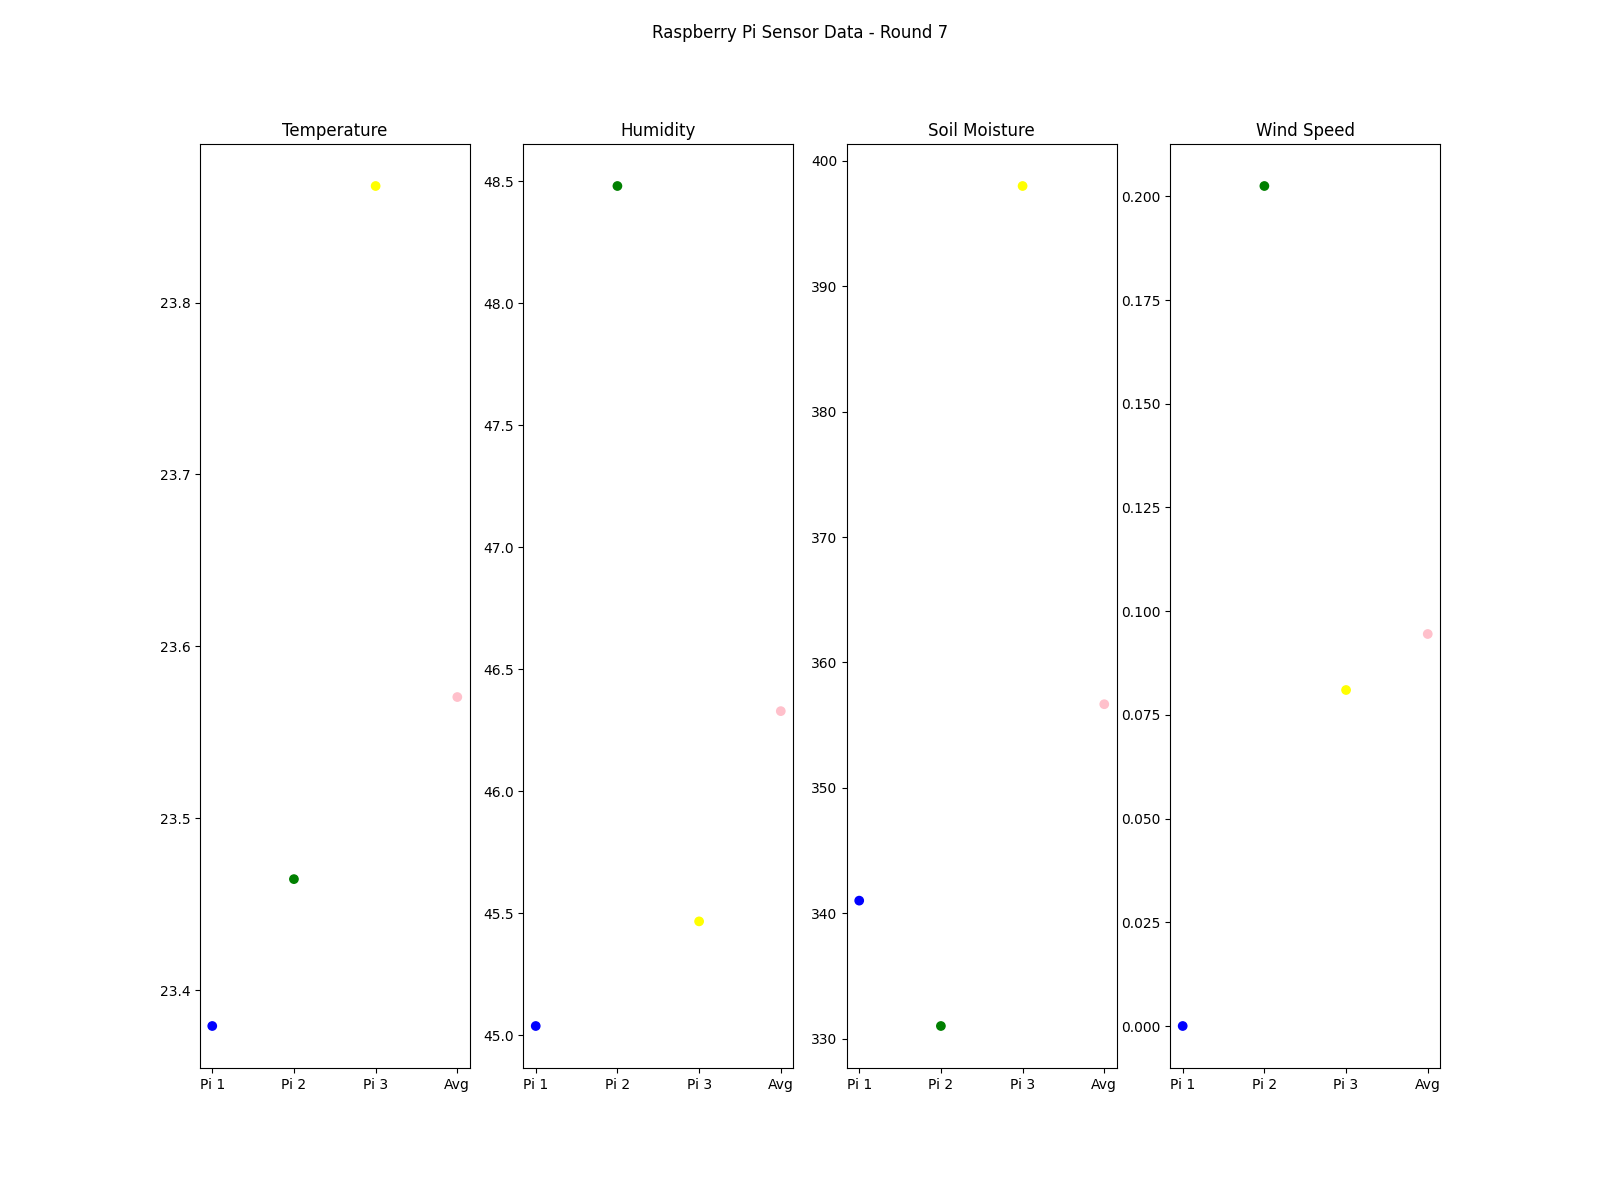 Raspberry Pi Sensor Data - Round 7
Temperature
23.8
23.7
23.6
23.5
23.4
Pi 1
Pi 2
Pi 3
Avg
Humidity
48.5
48.0
47.5
47.0
46.5
46.0
45.5
45.0
Pi 1
Pi 2
Pi 3
Avg
Soil Moisture
400
390
380
370
360
350
340
330
Pi 1
Pi 2
Pi 3
Avg
Wind Speed
0.200
0.175
0.150
0.125
0.100
0.075
0.050
0.025
0.000
Pi 1
Pi 2
Pi 3
Avg